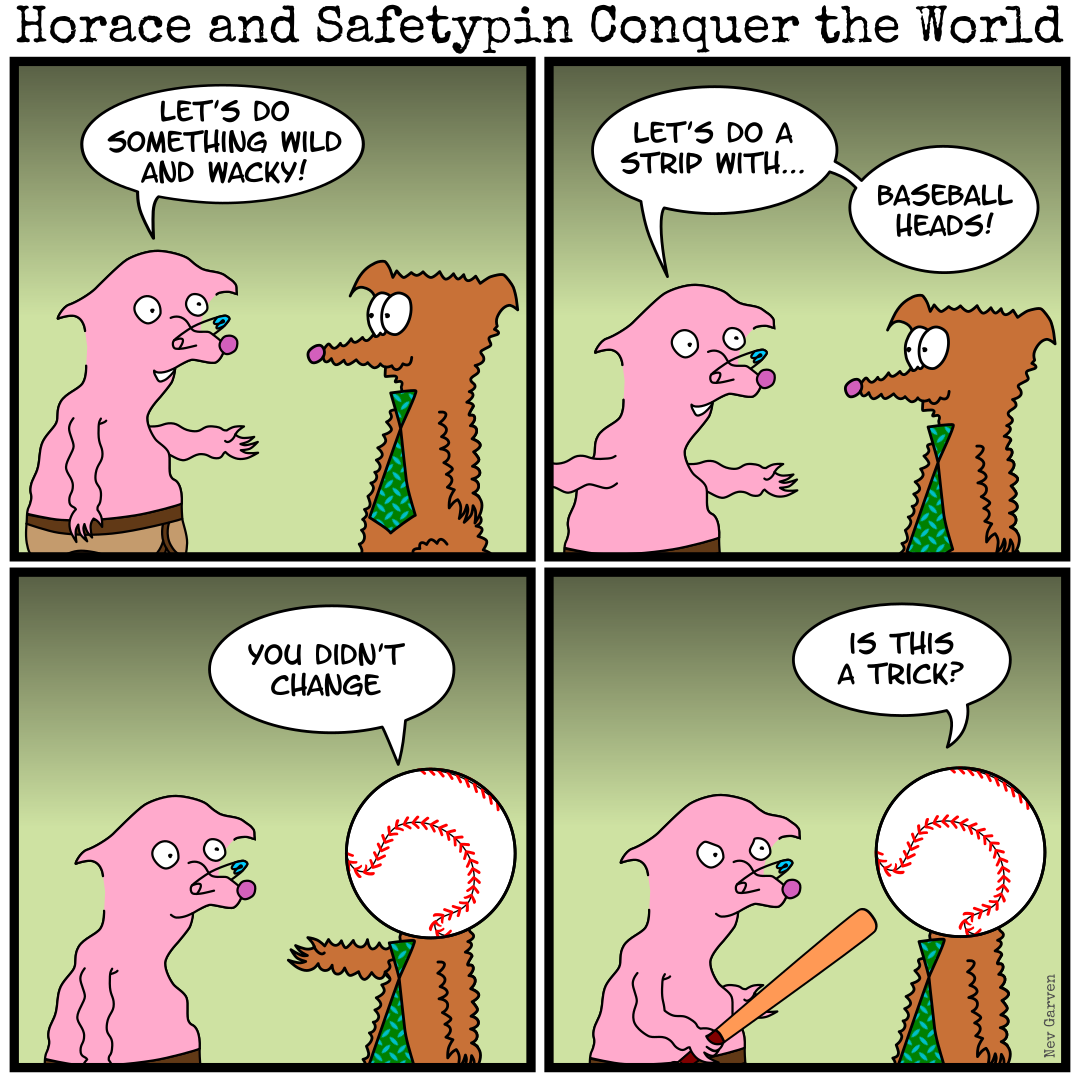 Horace and Safetypin Conquer the World
LET'S DO
SOMETHING WILD
AND WACKY!
LET'S DO A
STRIP WITH...
BASEBALL
HEADS!
YOU DIDN'T
CHANGE
IS THIS
A TRICK?
Nev Garven